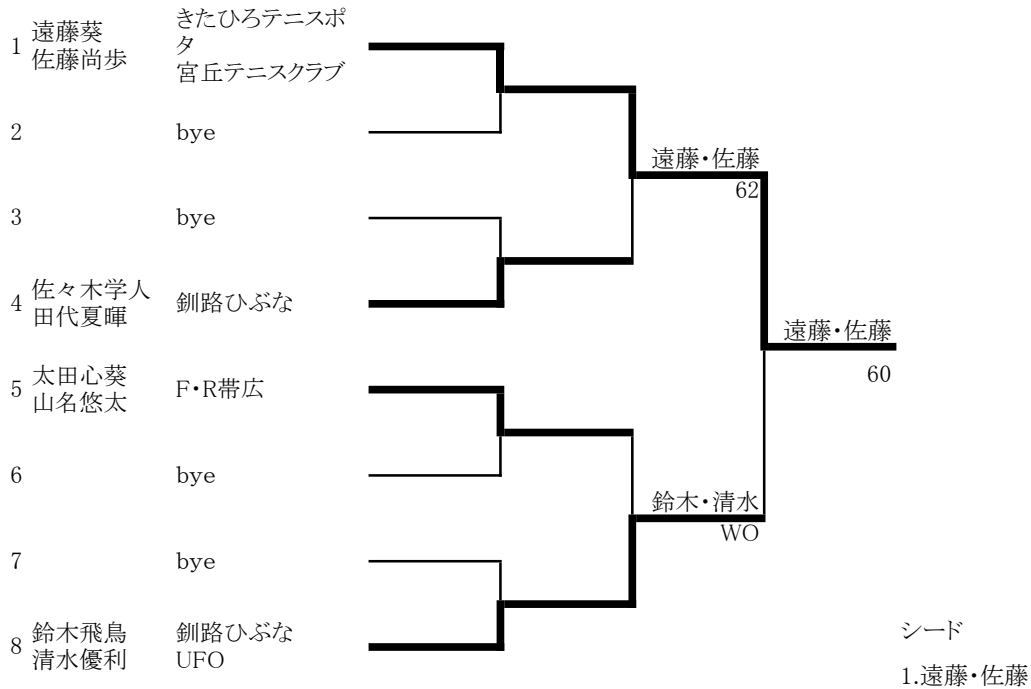 1 遠藤葵 佐藤尚歩 きたひろテニスポタ 宮丘テニスクラブ
2 bye
3 bye
4 佐々木学人 田代夏暉 釧路ひぶな
5 太田心葵 山名悠太 F・R帯広
6 bye
7 bye
8 鈴木飛鳥 清水優利 釧路ひぶな UFO
遠藤・佐藤
62
鈴木・清水
WO
遠藤・佐藤
60
シード
1.遠藤・佐藤